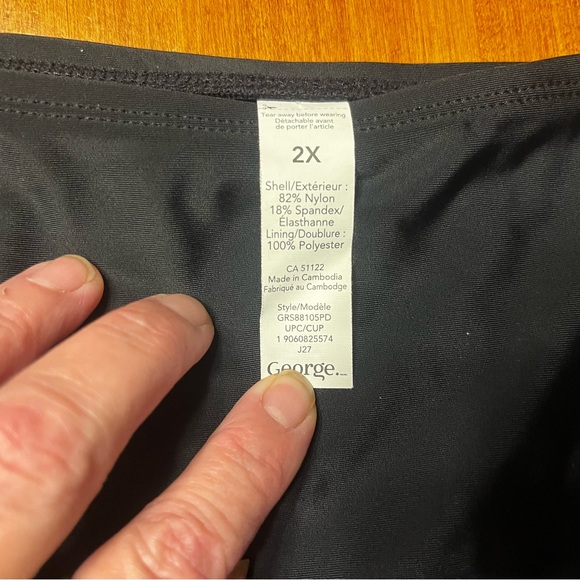 Tear away before wearing
Détachable avant
de porter l'article
2X
Shell/Extérieur :
82% Nylon
18% Spandex/
Élasthanne
Lining/Doublure :
100% Polyester
CA 51122
Made in Cambodia
Fabriqué au Cambodge
Style/Modèle
GRS88105PD
UPC/CUP
1 9060825574
J27
George.